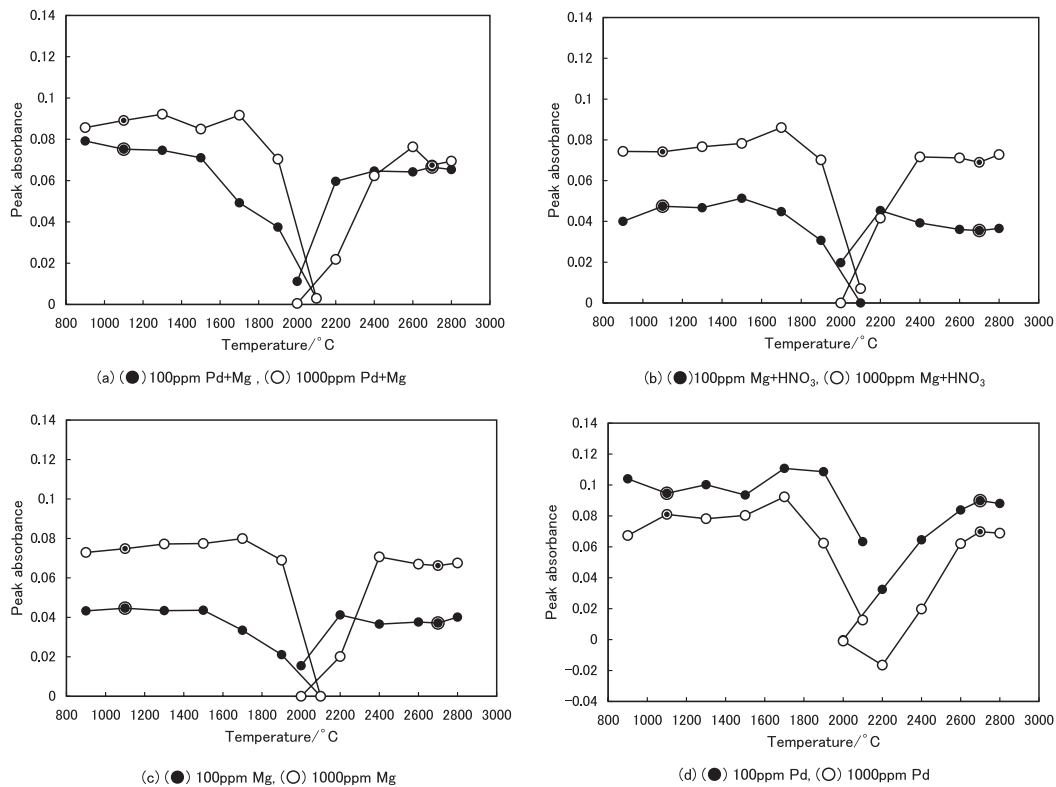 0.14
0.12
0.1
0.08
0.06
0.04
0.02
0
Peak absorbance
800 1000 1200 1400 1600 1800 2000 2200 2400 2600 2800 3000
Temperature/°C
(a) (●) 100ppm Pd+Mg , (○) 1000ppm Pd+Mg
0.14
0.12
0.1
0.08
0.06
0.04
0.02
0
Peak absorbance
800 1000 1200 1400 1600 1800 2000 2200 2400 2600 2800 3000
Temperature/°C
(b) (●)100ppm Mg+HNO₃, (○) 1000ppm Mg+HNO₃
0.14
0.12
0.1
0.08
0.06
0.04
0.02
0
Peak absorbance
800 1000 1200 1400 1600 1800 2000 2200 2400 2600 2800 3000
Temperature/°C
(c) (●) 100ppm Mg, (○) 1000ppm Mg
0.14
0.12
0.1
0.08
0.06
0.04
0.02
0
−0.02
−0.04
Peak absorbance
800 1000 1200 1400 1600 1800 2000 2200 2400 2600 2800 3000
Temperature/°C
(d) (●) 100ppm Pd, (○) 1000ppm Pd